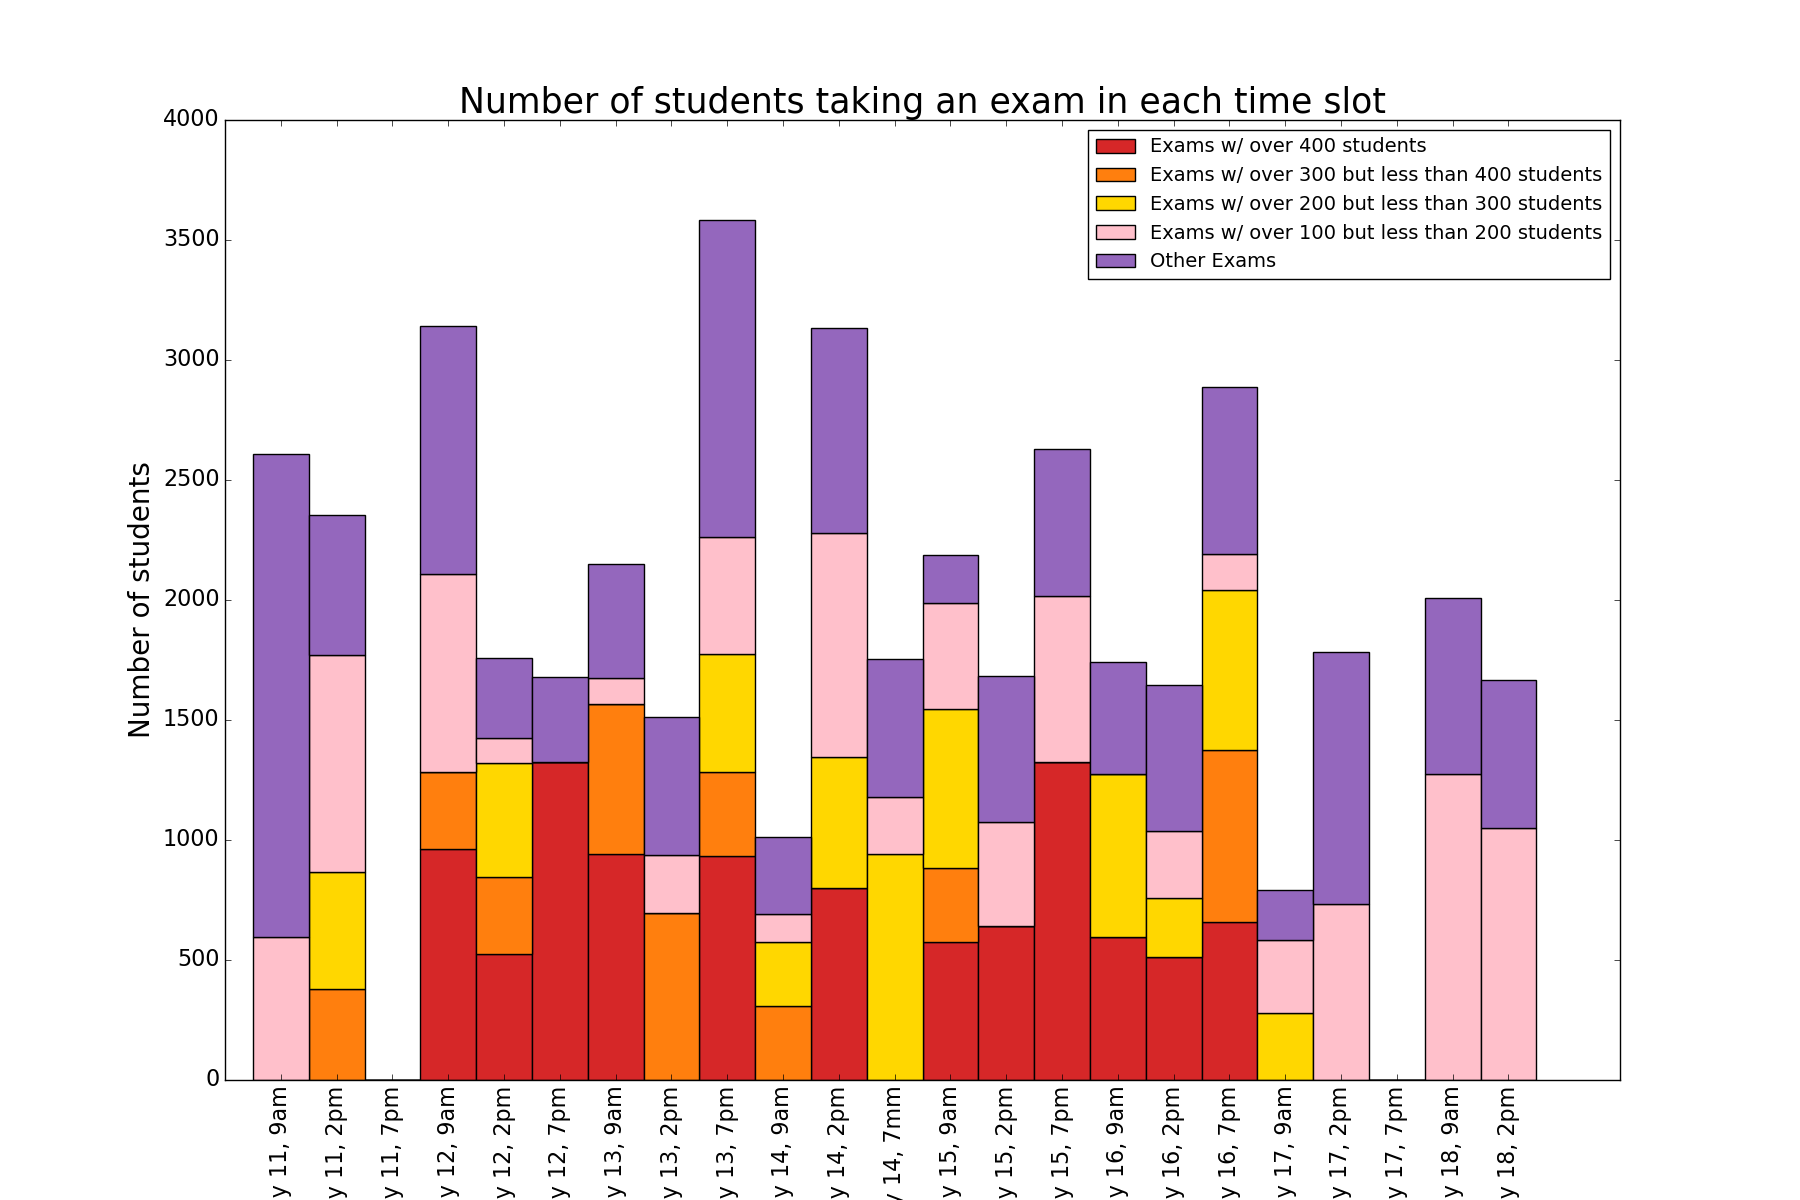 Number of students taking an exam in each time slot
Exams w/ over 400 students
Exams w/ over 300 but less than 400 students
Exams w/ over 200 but less than 300 students
Exams w/ over 100 but less than 200 students
Other Exams
Number of students
4000
3500
3000
2500
2000
1500
1000
500
0
y 11, 9am
y 11, 2pm
y 11, 7pm
y 12, 9am
y 12, 2pm
y 12, 7pm
y 13, 9am
y 13, 2pm
y 13, 7pm
y 14, 9am
y 14, 2pm
y 14, 7mm
y 15, 9am
y 15, 2pm
y 15, 7pm
y 16, 9am
y 16, 2pm
y 16, 7pm
y 17, 9am
y 17, 2pm
y 17, 7pm
y 18, 9am
y 18, 2pm